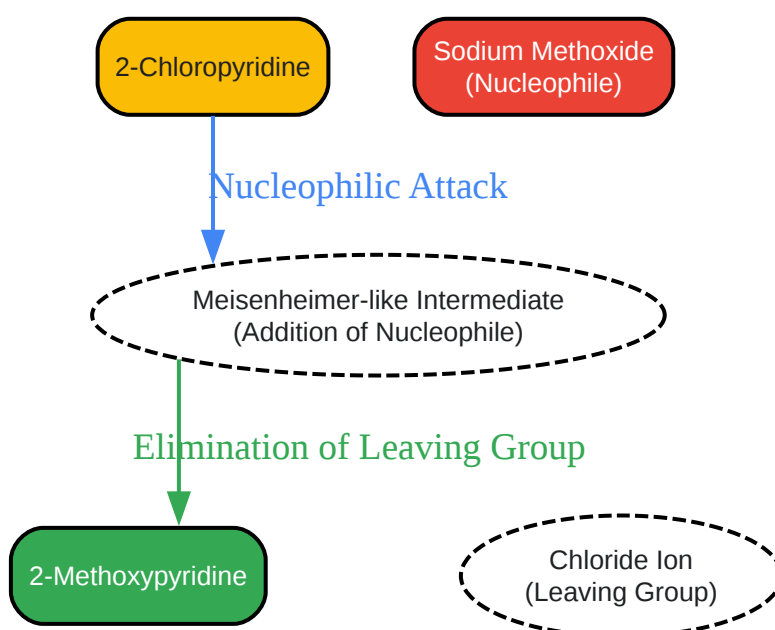 2-Chloropyridine
Sodium Methoxide
(Nucleophile)
Nucleophilic Attack
Meisenheimer-like Intermediate
(Addition of Nucleophile)
Elimination of Leaving Group
2-Methoxypyridine
Chloride Ion
(Leaving Group)